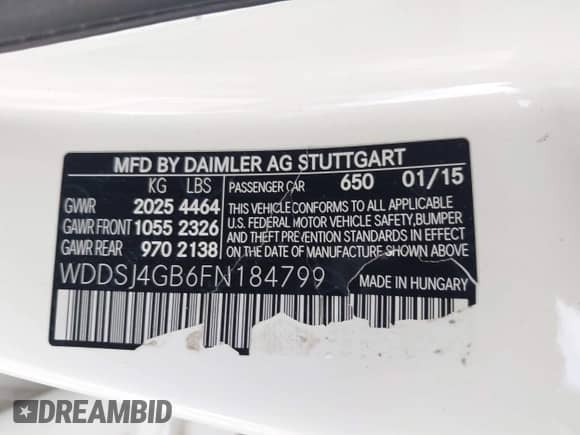 MFD BY DAIMLER AG STUTTGART
KG LBS PASSENGER CAR 650 01/15
GVWR 2025 4464 THIS VEHICLE CONFORMS TO ALL APPLICABLE
GAWR FRONT 1055 2326 U.S. FEDERAL MOTOR VEHICLE SAFETY, BUMPER
AND THEFT PREVENTION STANDARDS IN EFFECT
GAWR REAR 970 2138 ON THE DATE OF MANUFACTURE SHOWN ABOVE
WDDSJ4GB6FN184799 MADE IN HUNGARY
DREAMBID